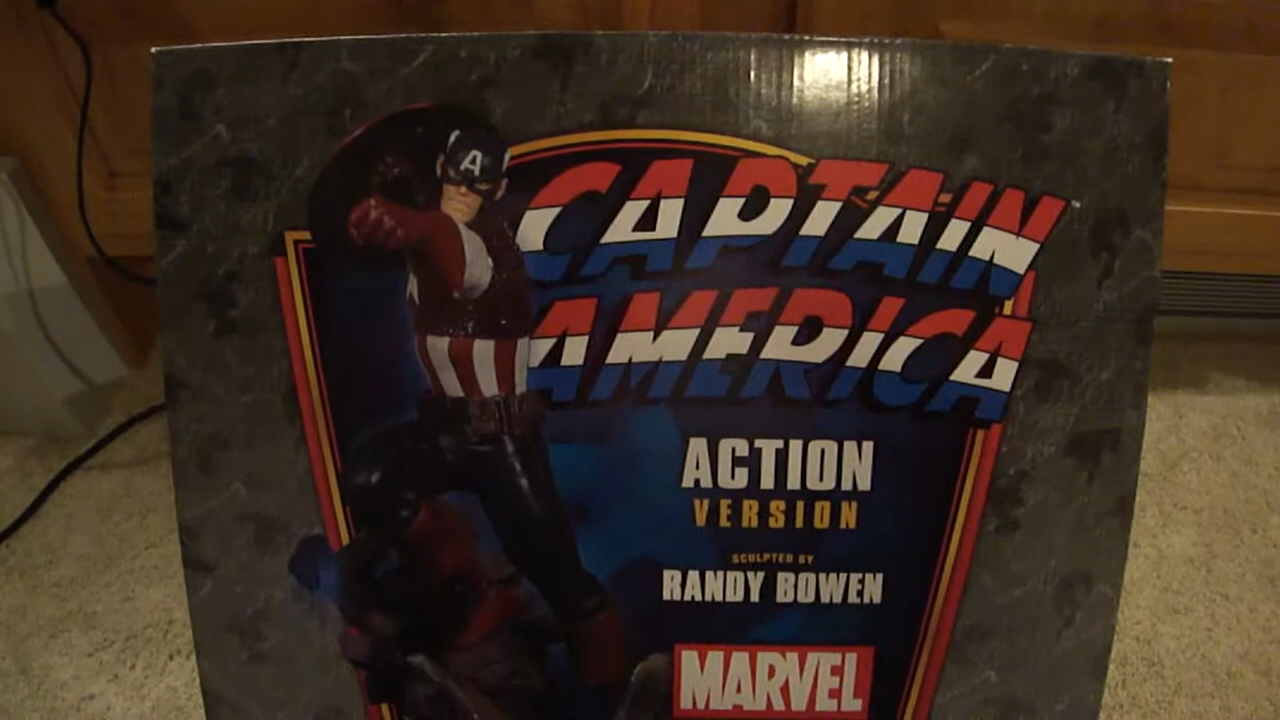 A
CAPTAIN
AMERICA
ACTION
VERSION
SCULPTED BY
RANDY BOWEN
MARVEL